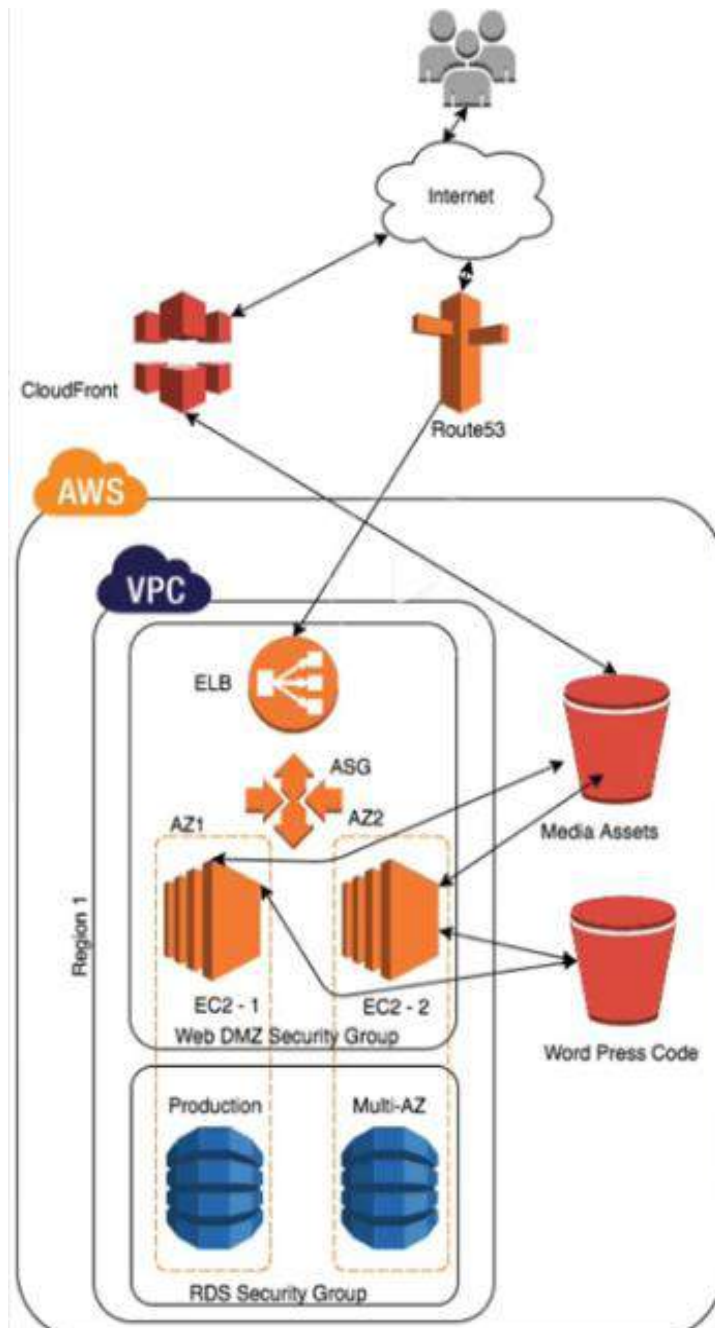 Internet
CloudFront
Route53
AWS
VPC
ELB
ASG
AZ1
AZ2
Region 1
Media Assets
EC2 - 1
EC2 - 2
Web DMZ Security Group
Word Press Code
Production
Multi-AZ
RDS Security Group